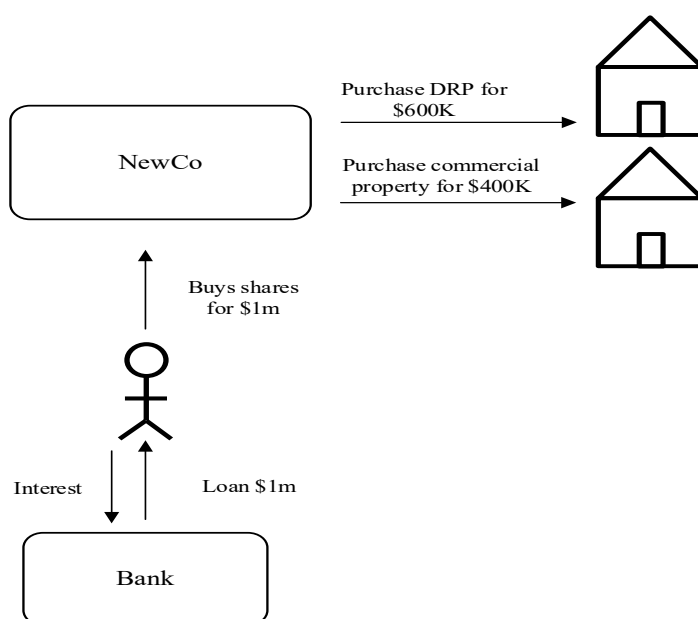 Purchase DRP for
$600K
NewCo
Purchase commercial
property for $400K
Buys shares
for $1m
Interest
Loan $1m
Bank